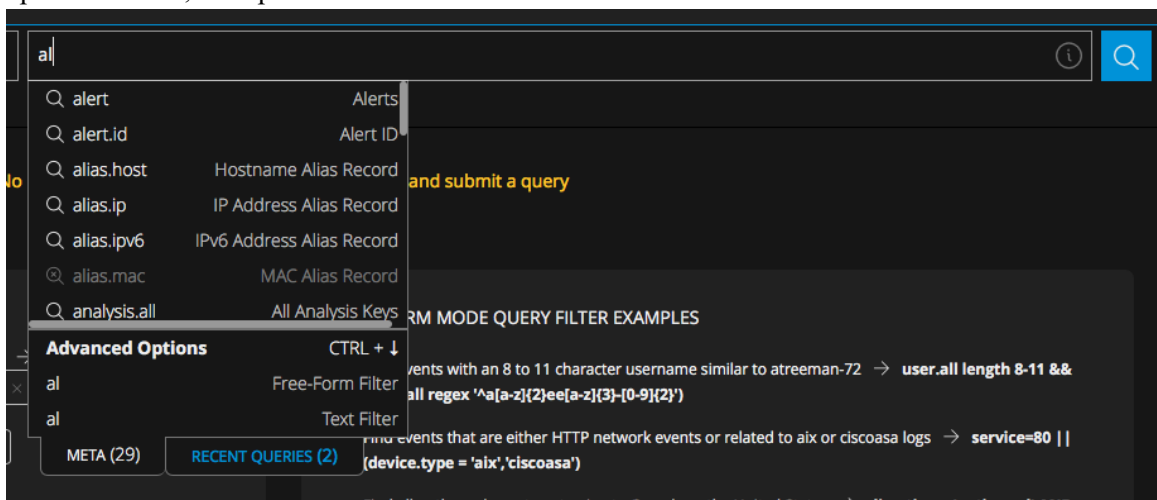 al
alert Alerts
alert.id Alert ID
alias.host Hostname Alias Record
and submit a query
alias.ip IP Address Alias Record
alias.ipv6 IPv6 Address Alias Record
alias.mac MAC Alias Record
analysis.all All Analysis Keys
RM MODE QUERY FILTER EXAMPLES
Advanced Options CTRL + ↓
vents with an 8 to 11 character username similar to atreeman-72 → user.all length 8-11 &&
al Free-Form Filter
all regex '^a[a-z]{2}ee[a-z]{3}-[0-9]{2}')
al Text Filter
Find events that are either HTTP network events or related to aix or ciscoasa logs → service=80 ||
META (29) RECENT QUERIES (2)
(device.type = 'aix','ciscoasa')